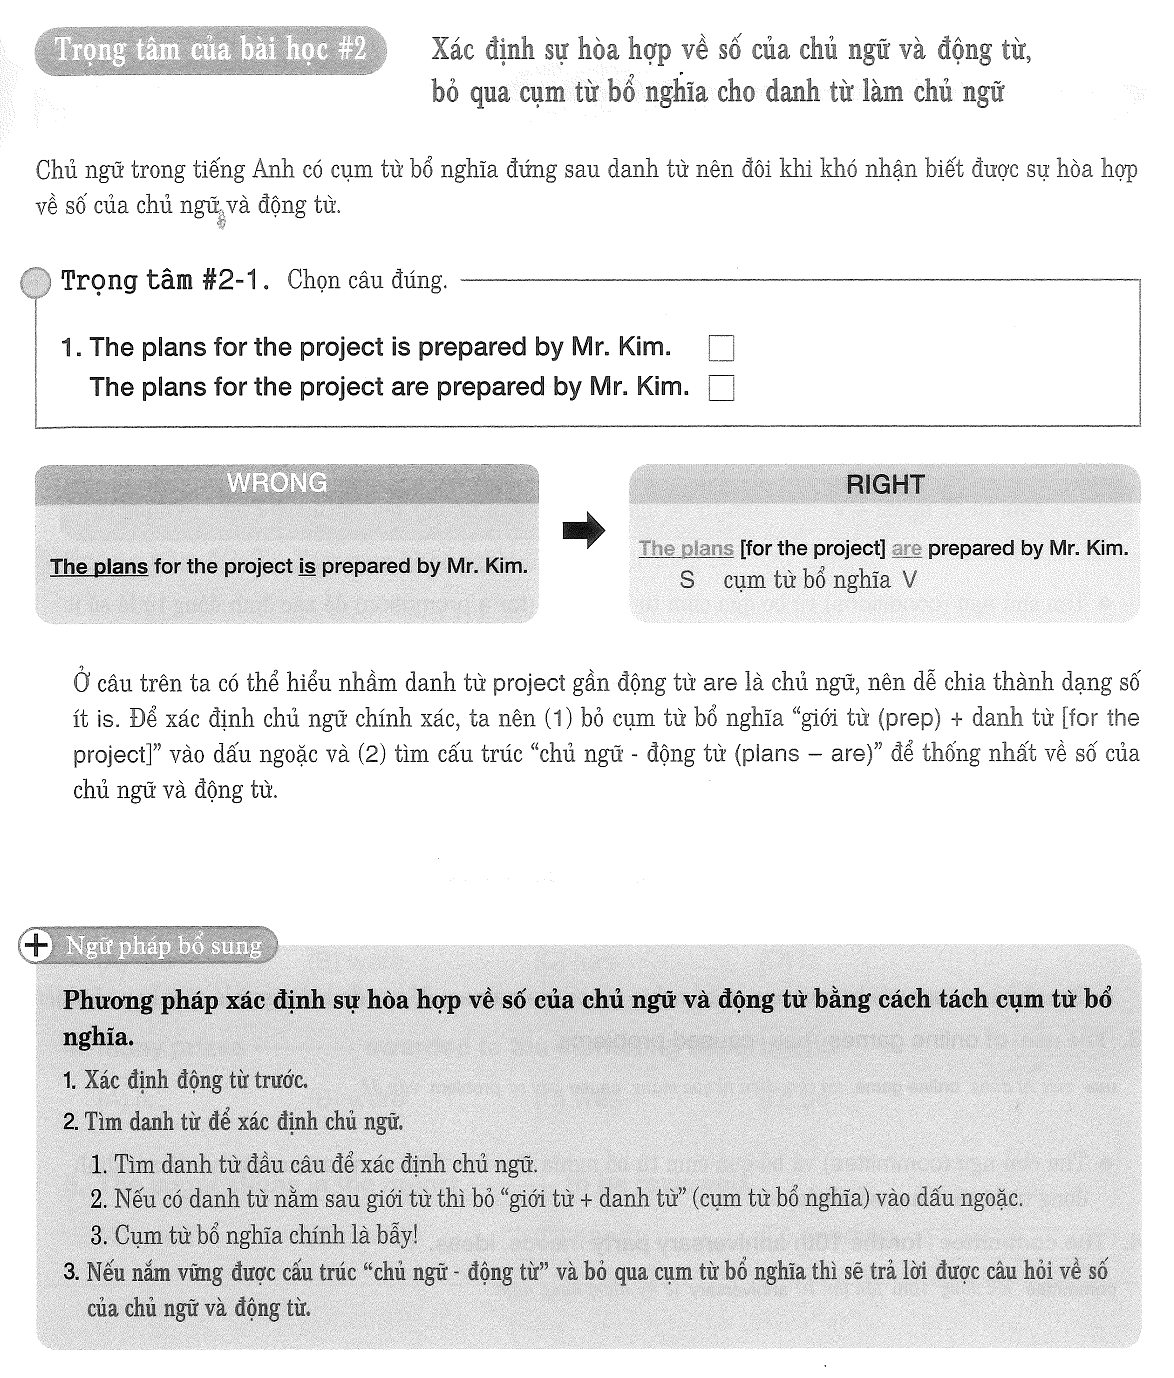 Trọng tâm của bài học #2
Xác định sự hòa hợp về số của chủ ngữ và động từ,
bỏ qua cụm từ bổ nghĩa cho danh từ làm chủ ngữ
Chủ ngữ trong tiếng Anh có cụm từ bổ nghĩa đứng sau danh từ nên đôi khi khó nhận biết được sự hòa hợp
về số của chủ ngữ và động từ.
Trọng tâm #2-1. Chọn câu đúng.
1. The plans for the project is prepared by Mr. Kim.
The plans for the project are prepared by Mr. Kim.
WRONG
The plans for the project is prepared by Mr. Kim.
RIGHT
The plans [for the project] are prepared by Mr. Kim.
S cụm từ bổ nghĩa V
Ở câu trên ta có thể hiểu nhầm danh từ project gần động từ are là chủ ngữ, nên dễ chia thành dạng số
ít is. Để xác định chủ ngữ chính xác, ta nên (1) bỏ cụm từ bổ nghĩa “giới từ (prep) + danh từ [for the
project]” vào dấu ngoặc và (2) tìm cấu trúc “chủ ngữ - động từ (plans – are)” để thống nhất về số của
chủ ngữ và động từ.
+ Ngữ pháp bổ sung
Phương pháp xác định sự hòa hợp về số của chủ ngữ và động từ bằng cách tách cụm từ bổ
nghĩa.
1. Xác định động từ trước.
2. Tìm danh từ để xác định chủ ngữ.
1. Tìm danh từ đầu câu để xác định chủ ngữ.
2. Nếu có danh từ nằm sau giới từ thì bỏ “giới từ + danh từ” (cụm từ bổ nghĩa) vào dấu ngoặc.
3. Cụm từ bổ nghĩa chính là bẫy!
3. Nếu nắm vững được cấu trúc “chủ ngữ - động từ” và bỏ qua cụm từ bổ nghĩa thì sẽ trả lời được câu hỏi về số
của chủ ngữ và động từ.